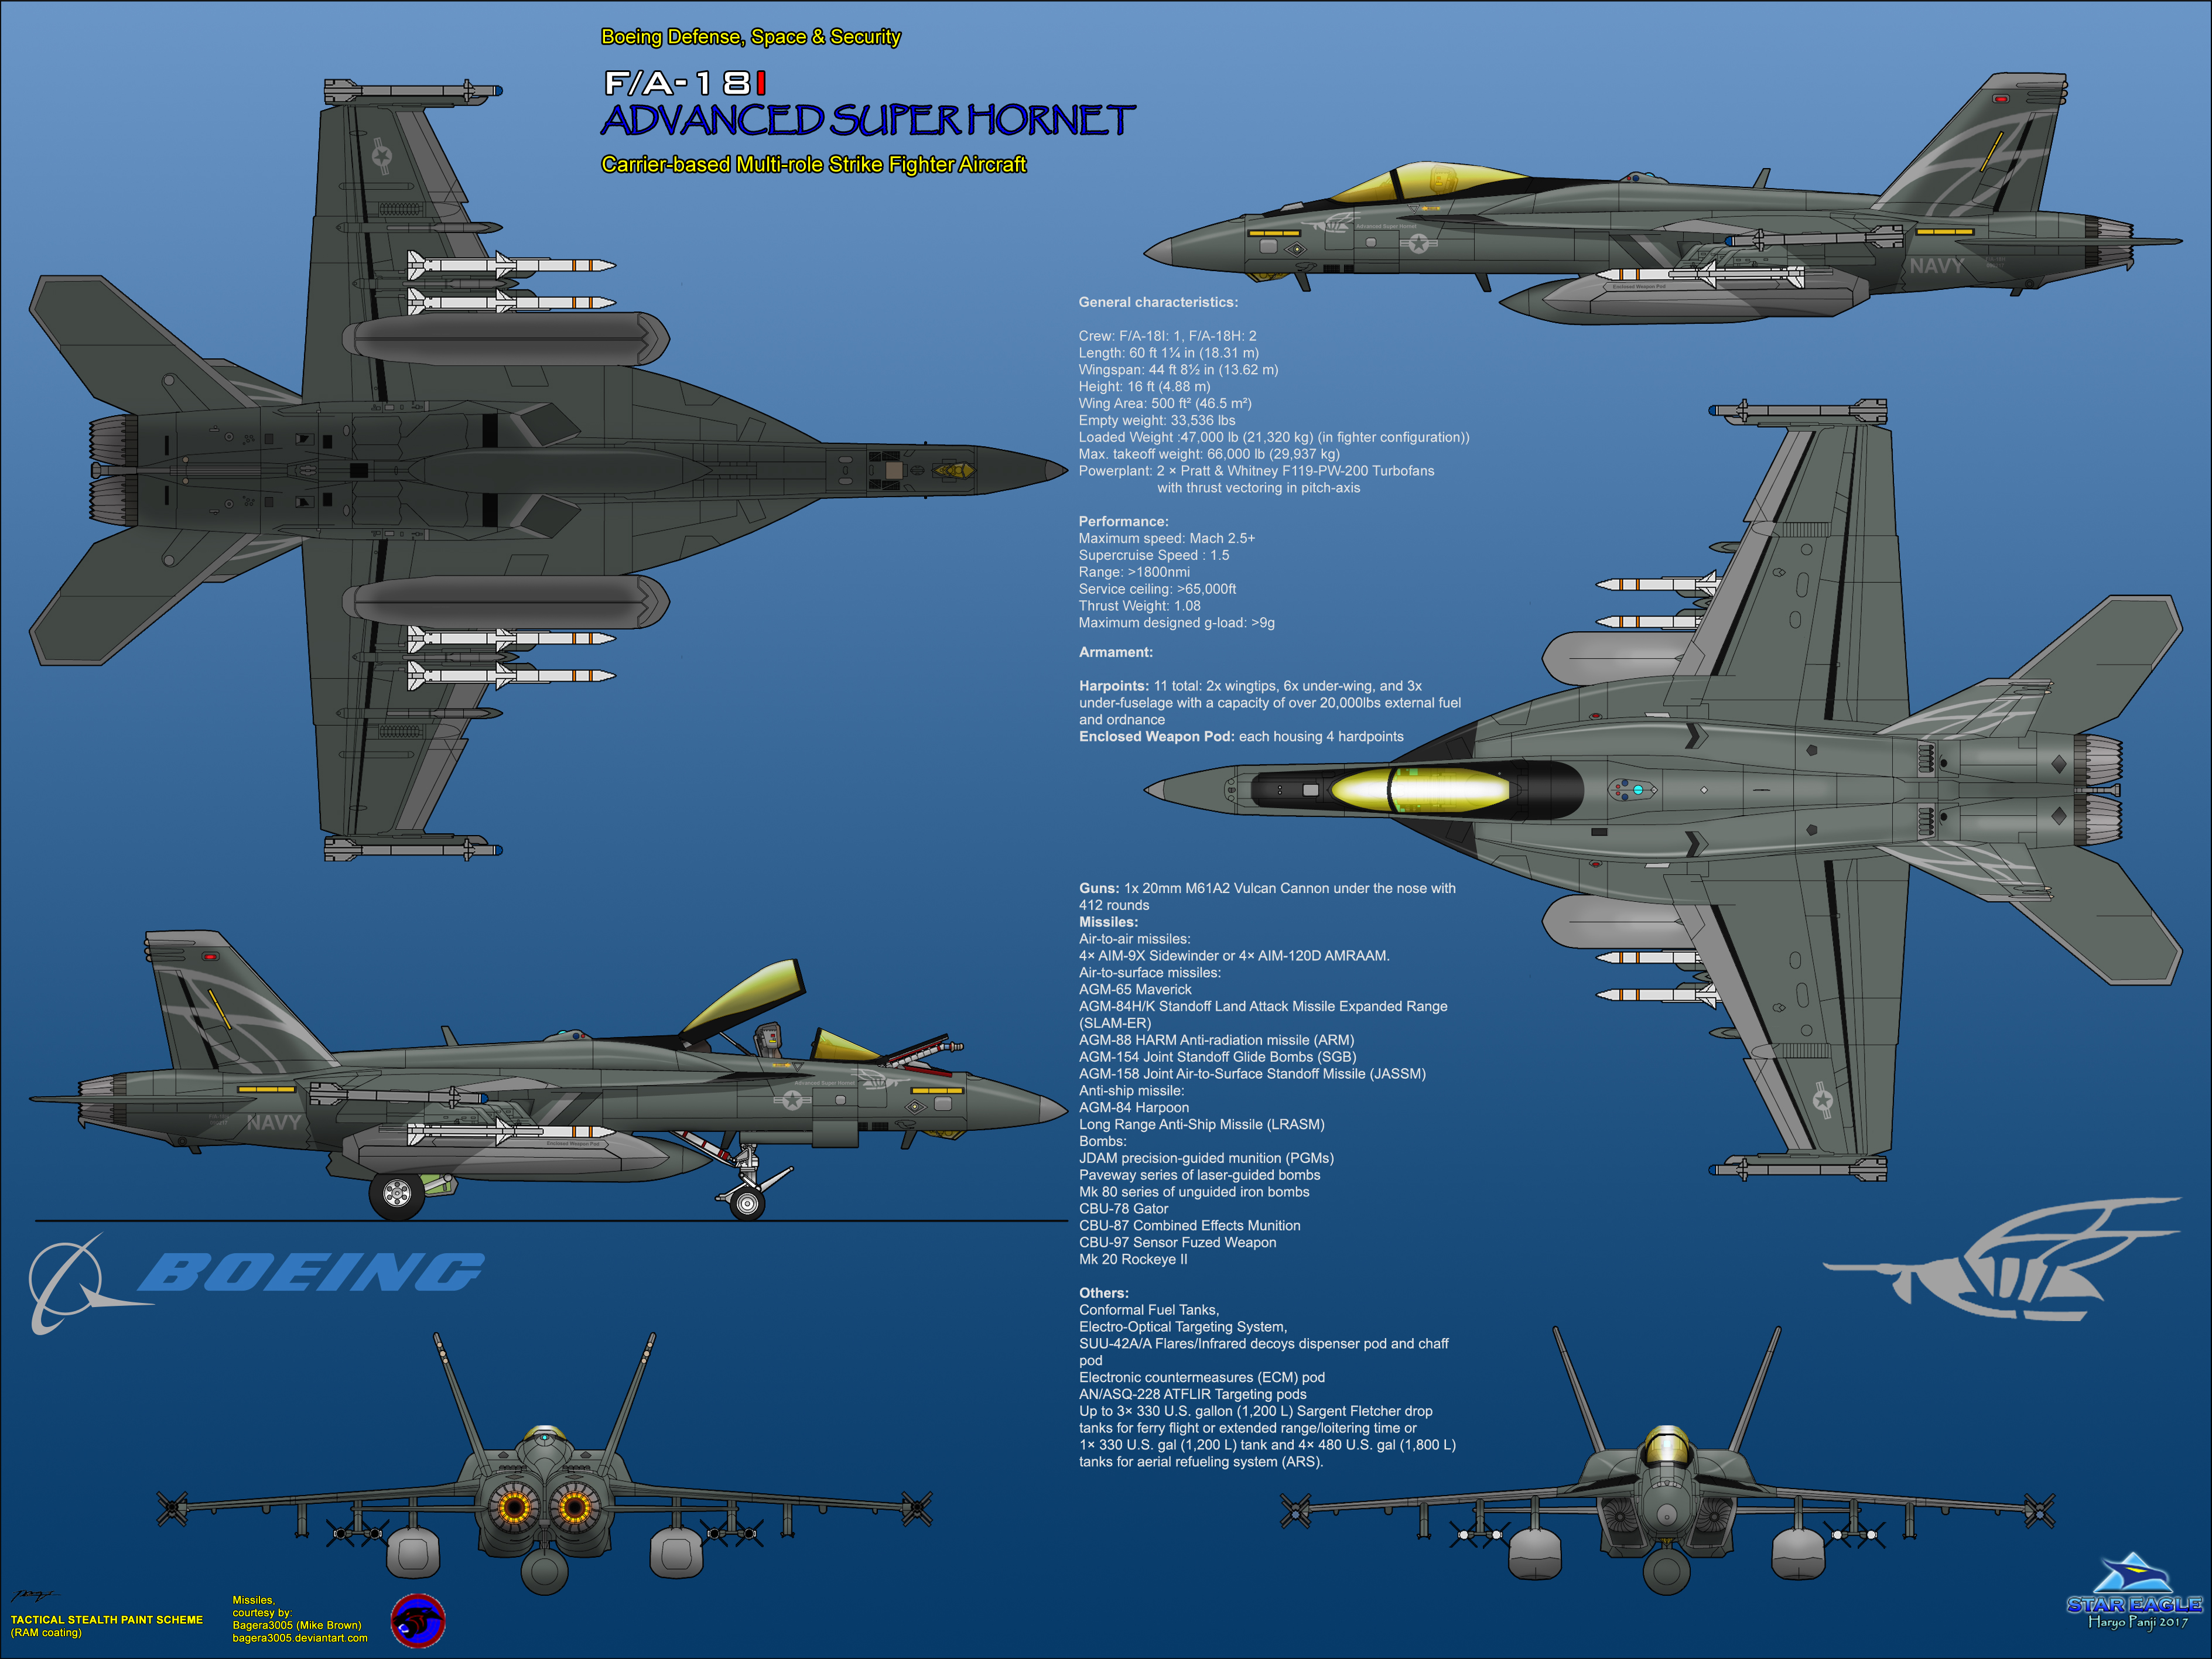 Boeing Defense, Space & Security
F/A-18I
ADVANCED SUPER HORNET
Carrier-based Multi-role Strike Fighter Aircraft
Advanced Super Hornet
NAVY
Enclosed Weapon Pod
General characteristics:
Crew: F/A-18I: 1, F/A-18H: 2
Length: 60 ft 1¼ in (18.31 m)
Wingspan: 44 ft 8½ in (13.62 m)
Height: 16 ft (4.88 m)
Wing Area: 500 ft² (46.5 m²)
Empty weight: 33,536 lbs
Loaded Weight :47,000 lb (21,320 kg) (in fighter configuration))
Max. takeoff weight: 66,000 lb (29,937 kg)
Powerplant: 2 × Pratt & Whitney F119-PW-200 Turbofans
with thrust vectoring in pitch-axis
Performance:
Maximum speed: Mach 2.5+
Supercruise Speed : 1.5
Range: >1800nmi
Service ceiling: >65,000ft
Thrust Weight: 1.08
Maximum designed g-load: >9g
Armament:
Harpoints: 11 total: 2x wingtips, 6x under-wing, and 3x
under-fuselage with a capacity of over 20,000lbs external fuel
and ordnance
Enclosed Weapon Pod: each housing 4 hardpoints
Guns: 1x 20mm M61A2 Vulcan Cannon under the nose with
412 rounds
Missiles:
Air-to-air missiles:
4× AIM-9X Sidewinder or 4× AIM-120D AMRAAM.
Air-to-surface missiles:
AGM-65 Maverick
AGM-84H/K Standoff Land Attack Missile Expanded Range
(SLAM-ER)
AGM-88 HARM Anti-radiation missile (ARM)
AGM-154 Joint Standoff Glide Bombs (SGB)
AGM-158 Joint Air-to-Surface Standoff Missile (JASSM)
Anti-ship missile:
AGM-84 Harpoon
Long Range Anti-Ship Missile (LRASM)
Bombs:
JDAM precision-guided munition (PGMs)
Paveway series of laser-guided bombs
Mk 80 series of unguided iron bombs
CBU-78 Gator
CBU-87 Combined Effects Munition
CBU-97 Sensor Fuzed Weapon
Mk 20 Rockeye II
Others:
Conformal Fuel Tanks,
Electro-Optical Targeting System,
SUU-42A/A Flares/Infrared decoys dispenser pod and chaff
pod
Electronic countermeasures (ECM) pod
AN/ASQ-228 ATFLIR Targeting pods
Up to 3× 330 U.S. gallon (1,200 L) Sargent Fletcher drop
tanks for ferry flight or extended range/loitering time or
1× 330 U.S. gal (1,200 L) tank and 4× 480 U.S. gal (1,800 L)
tanks for aerial refueling system (ARS).
Advanced Super Hornet
NAVY
Enclosed Weapon Pod
BOEING
TACTICAL STEALTH PAINT SCHEME
(RAM coating)
Missiles,
courtesy by:
Bagera3005 (Mike Brown)
bagera3005.deviantart.com
STAR EAGLE
Haryo Panji 2017